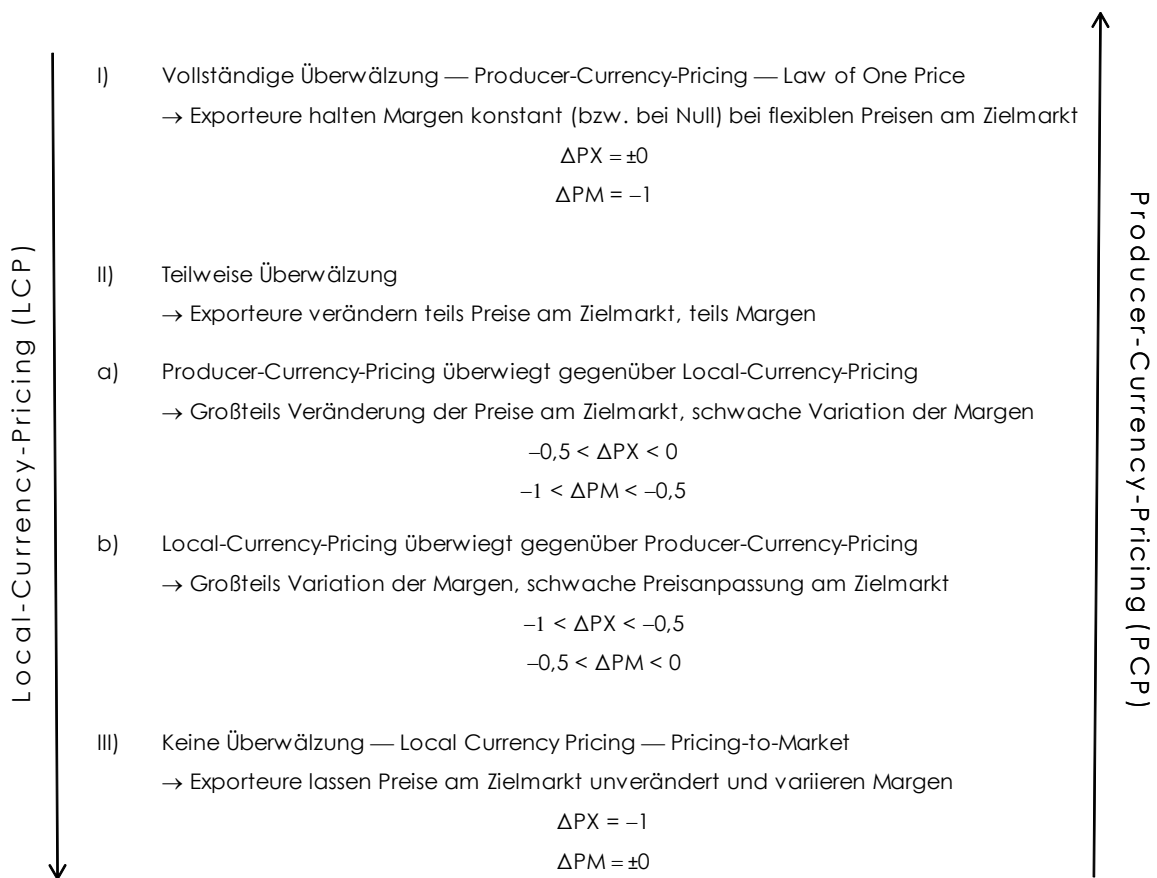 I) Vollständige Überwälzung — Producer-Currency-Pricing — Law of One Price
→ Exporteure halten Margen konstant (bzw. bei Null) bei flexiblen Preisen am Zielmarkt
ΔPX = ±0
ΔPM = −1
II) Teilweise Überwälzung
→ Exporteure verändern teils Preise am Zielmarkt, teils Margen
a) Producer-Currency-Pricing überwiegt gegenüber Local-Currency-Pricing
→ Großteils Veränderung der Preise am Zielmarkt, schwache Variation der Margen
−0,5 < ΔPX < 0
−1 < ΔPM < −0,5
b) Local-Currency-Pricing überwiegt gegenüber Producer-Currency-Pricing
→ Großteils Variation der Margen, schwache Preisanpassung am Zielmarkt
−1 < ΔPX < −0,5
−0,5 < ΔPM < 0
III) Keine Überwälzung — Local Currency Pricing — Pricing-to-Market
→ Exporteure lassen Preise am Zielmarkt unverändert und variieren Margen
ΔPX = −1
ΔPM = ±0
Local-Currency-Pricing (LCP)
Producer-Currency-Pricing (PCP)